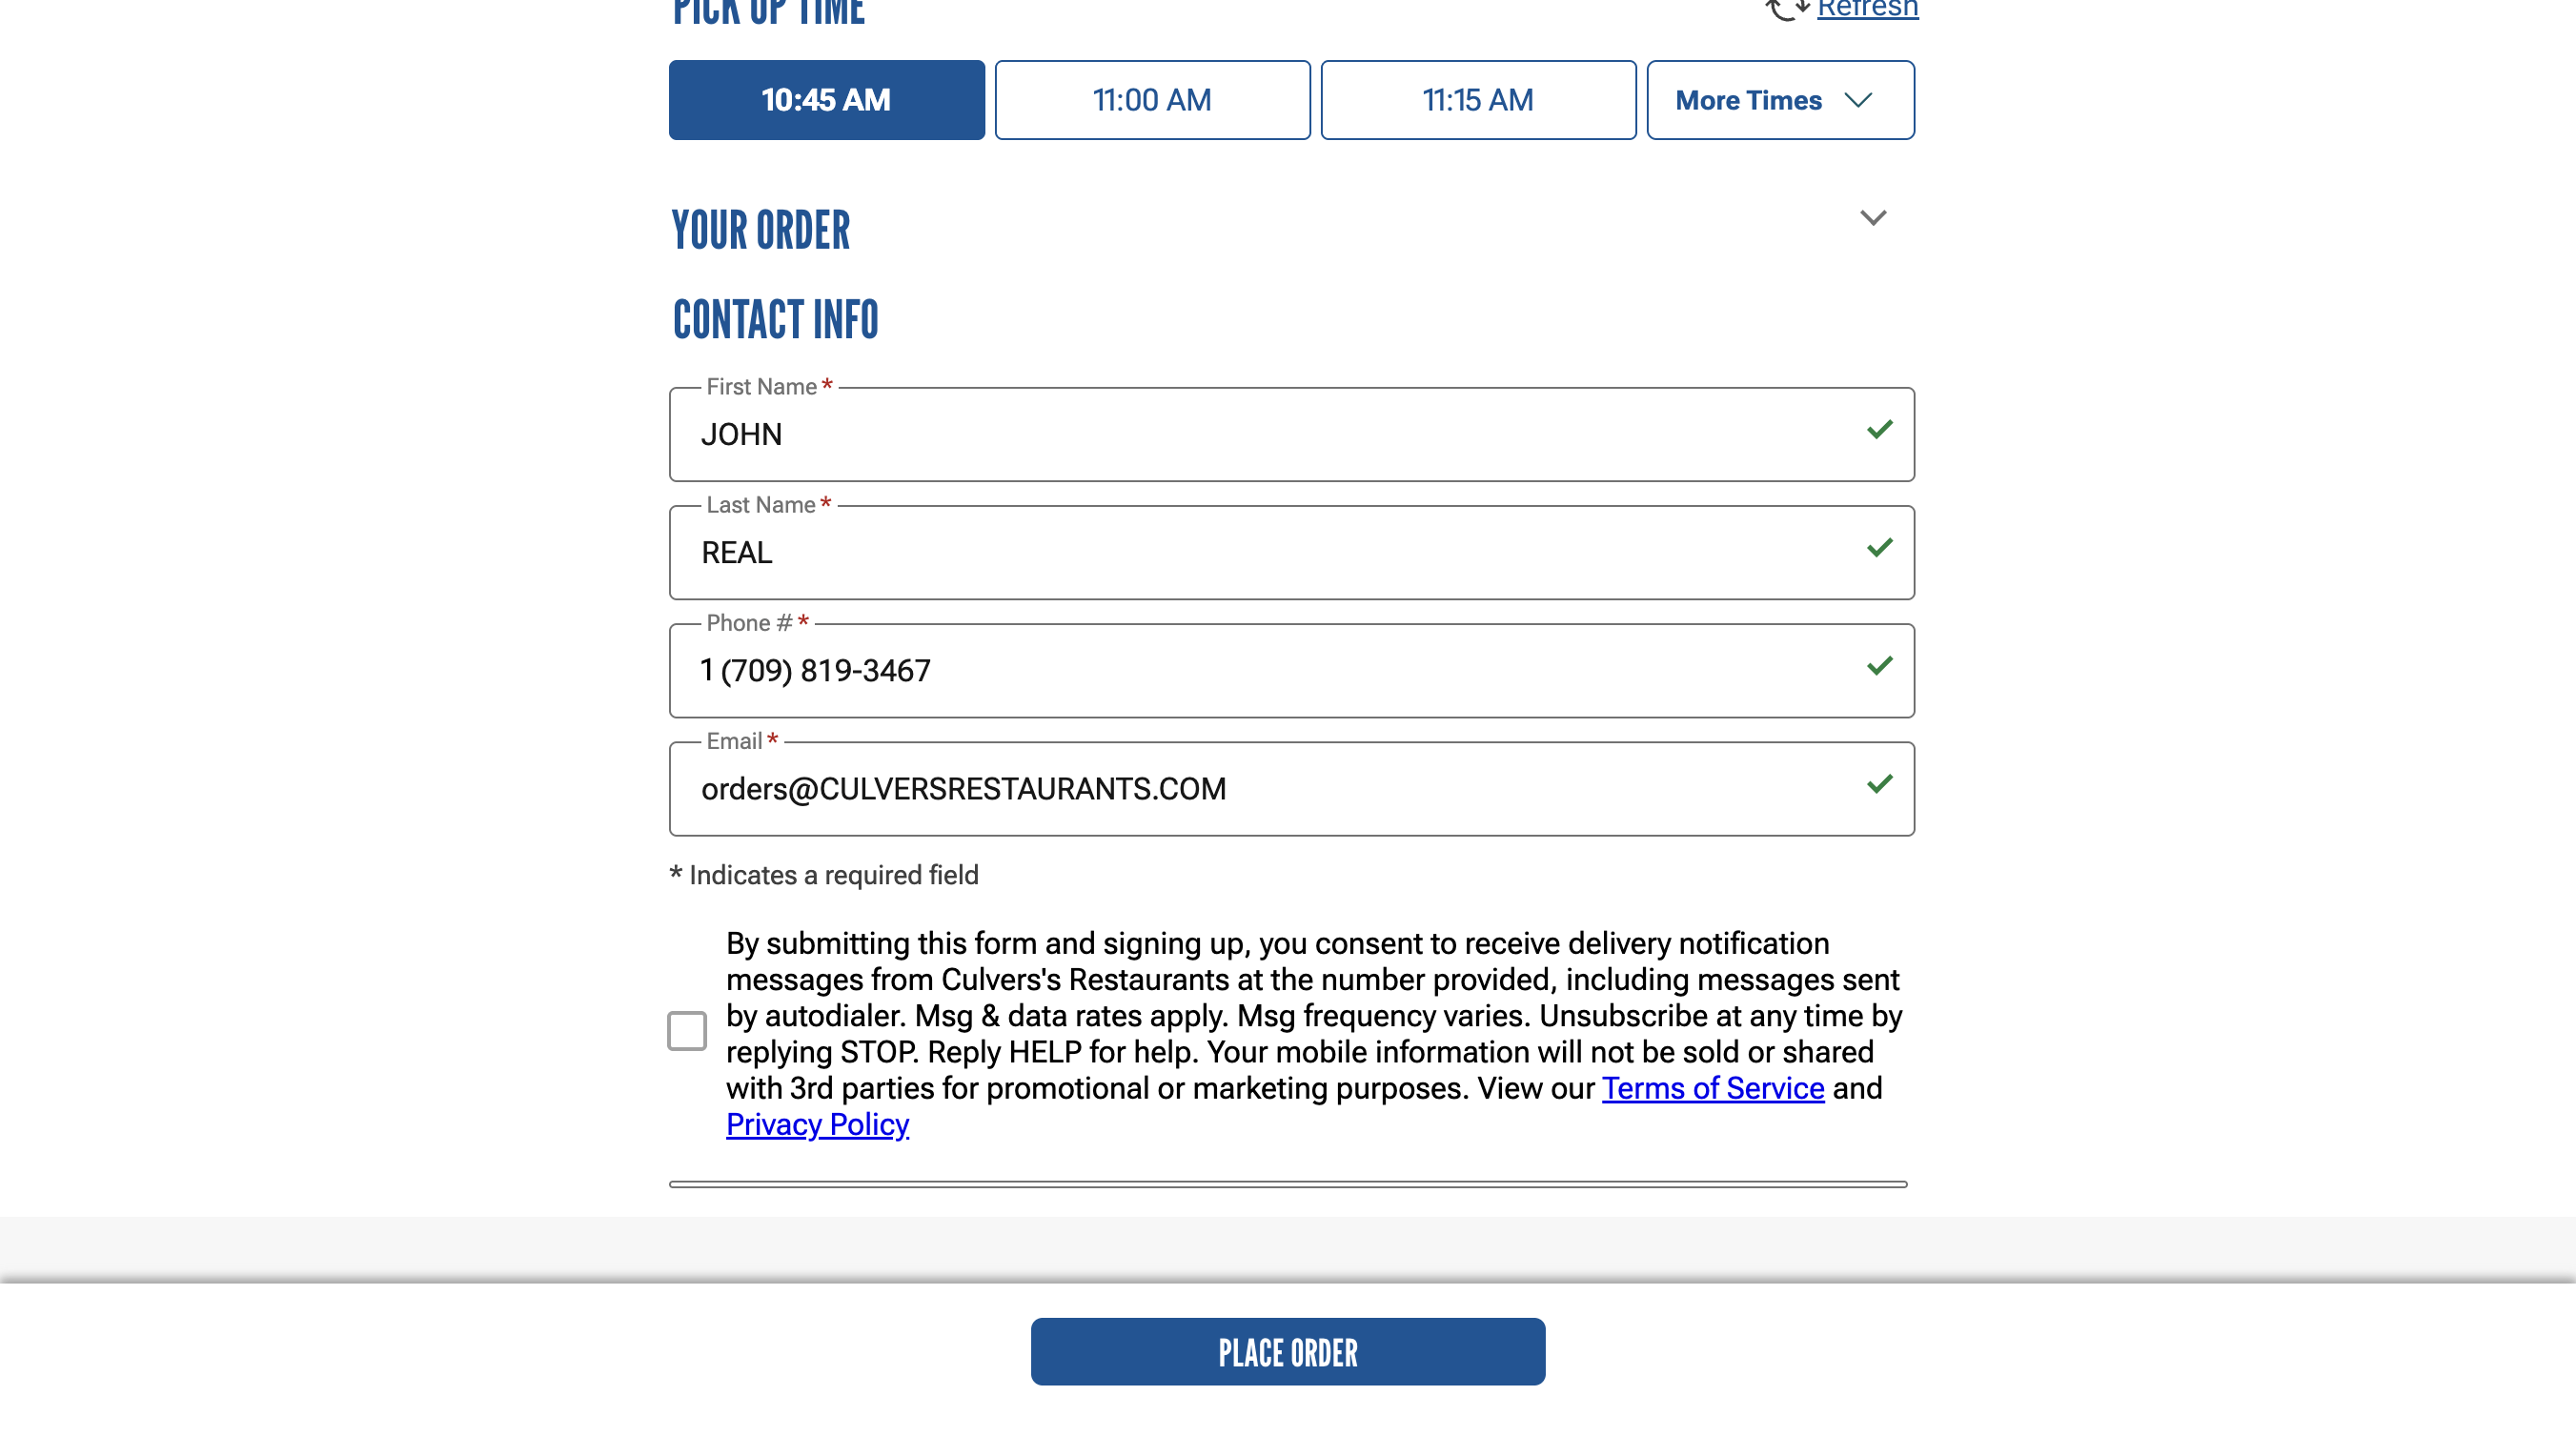 PICK UP TIME
Refresh
10:45 AM
11:00 AM
11:15 AM
More Times
YOUR ORDER
CONTACT INFO
First Name *
JOHN
Last Name *
REAL
Phone # *
1 (709) 819-3467
Email *
orders@CULVERSRESTAURANTS.COM
* Indicates a required field
By submitting this form and signing up, you consent to receive delivery notification
messages from Culvers's Restaurants at the number provided, including messages sent
by autodialer. Msg & data rates apply. Msg frequency varies. Unsubscribe at any time by
replying STOP. Reply HELP for help. Your mobile information will not be sold or shared
with 3rd parties for promotional or marketing purposes. View our Terms of Service and
Privacy Policy
PLACE ORDER